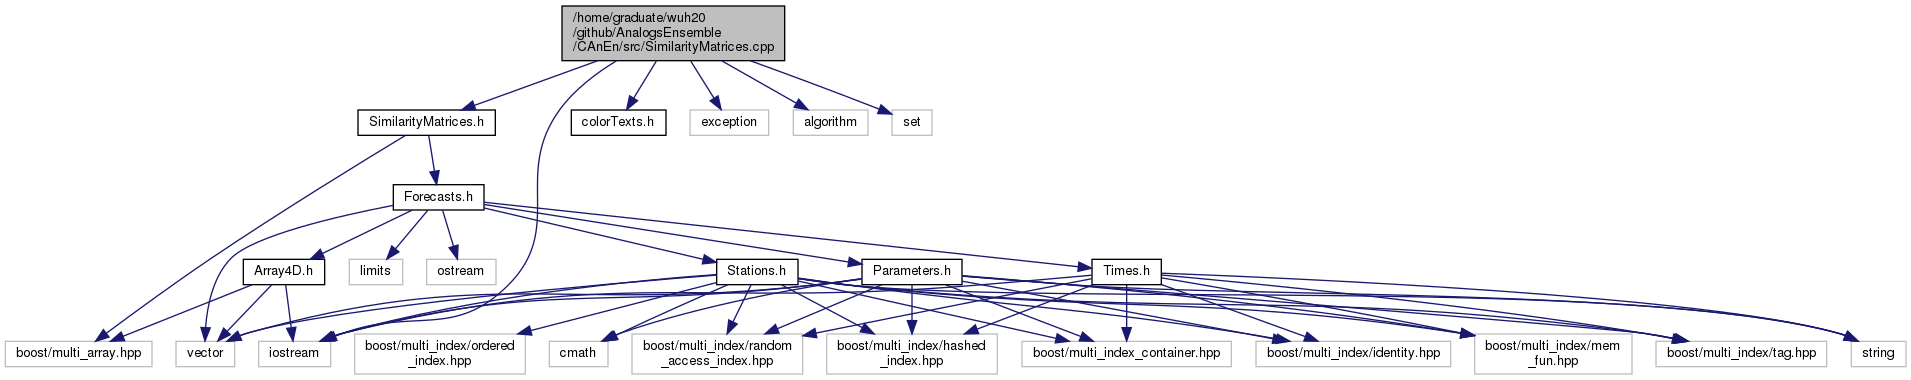 /home/graduate/wuh20
/github/AnalogsEnsemble
/CAnEn/src/SimilarityMatrices.cpp
SimilarityMatrices.h
colorTexts.h
exception
algorithm
set
Forecasts.h
Array4D.h
limits
ostream
Stations.h
Parameters.h
Times.h
boost/multi_array.hpp
vector
iostream
boost/multi_index/ordered
_index.hpp
cmath
boost/multi_index/random
_access_index.hpp
boost/multi_index/hashed
_index.hpp
boost/multi_index_container.hpp
boost/multi_index/identity.hpp
boost/multi_index/mem
_fun.hpp
boost/multi_index/tag.hpp
string